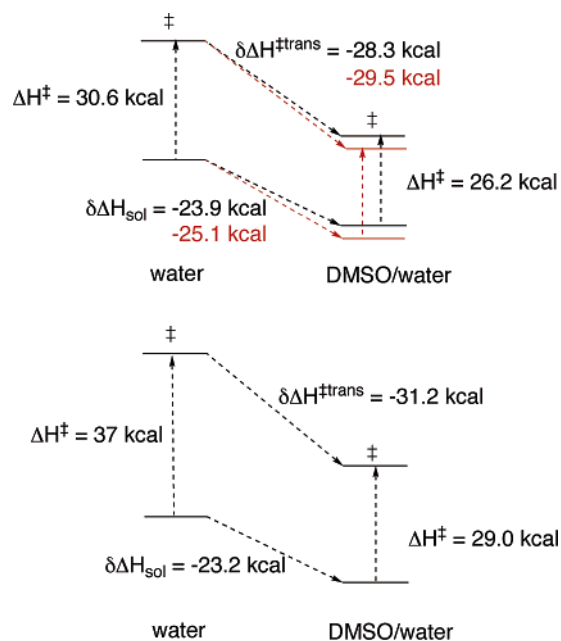 ‡
δΔH‡trans = -28.3 kcal
-29.5 kcal
ΔH‡ = 30.6 kcal
‡
ΔH‡ = 26.2 kcal
δΔHsol = -23.9 kcal
-25.1 kcal
water DMSO/water
‡
δΔH‡trans = -31.2 kcal
ΔH‡ = 37 kcal
‡
ΔH‡ = 29.0 kcal
δΔHsol = -23.2 kcal
water DMSO/water